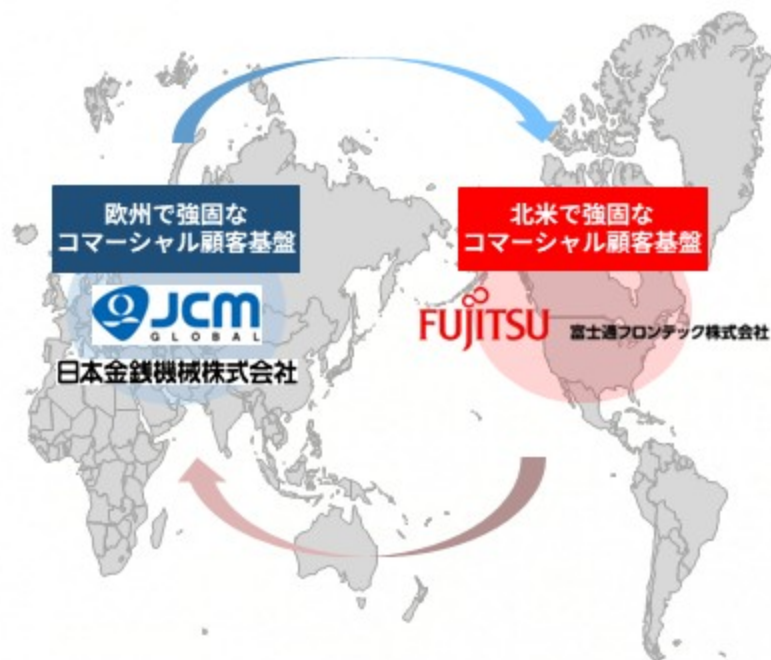 欧州で強固な
コマーシャル顧客基盤
JCM
GLOBAL
日本金銭機械株式会社
北米で強固な
コマーシャル顧客基盤
FUJITSU
富士通フロンテック株式会社